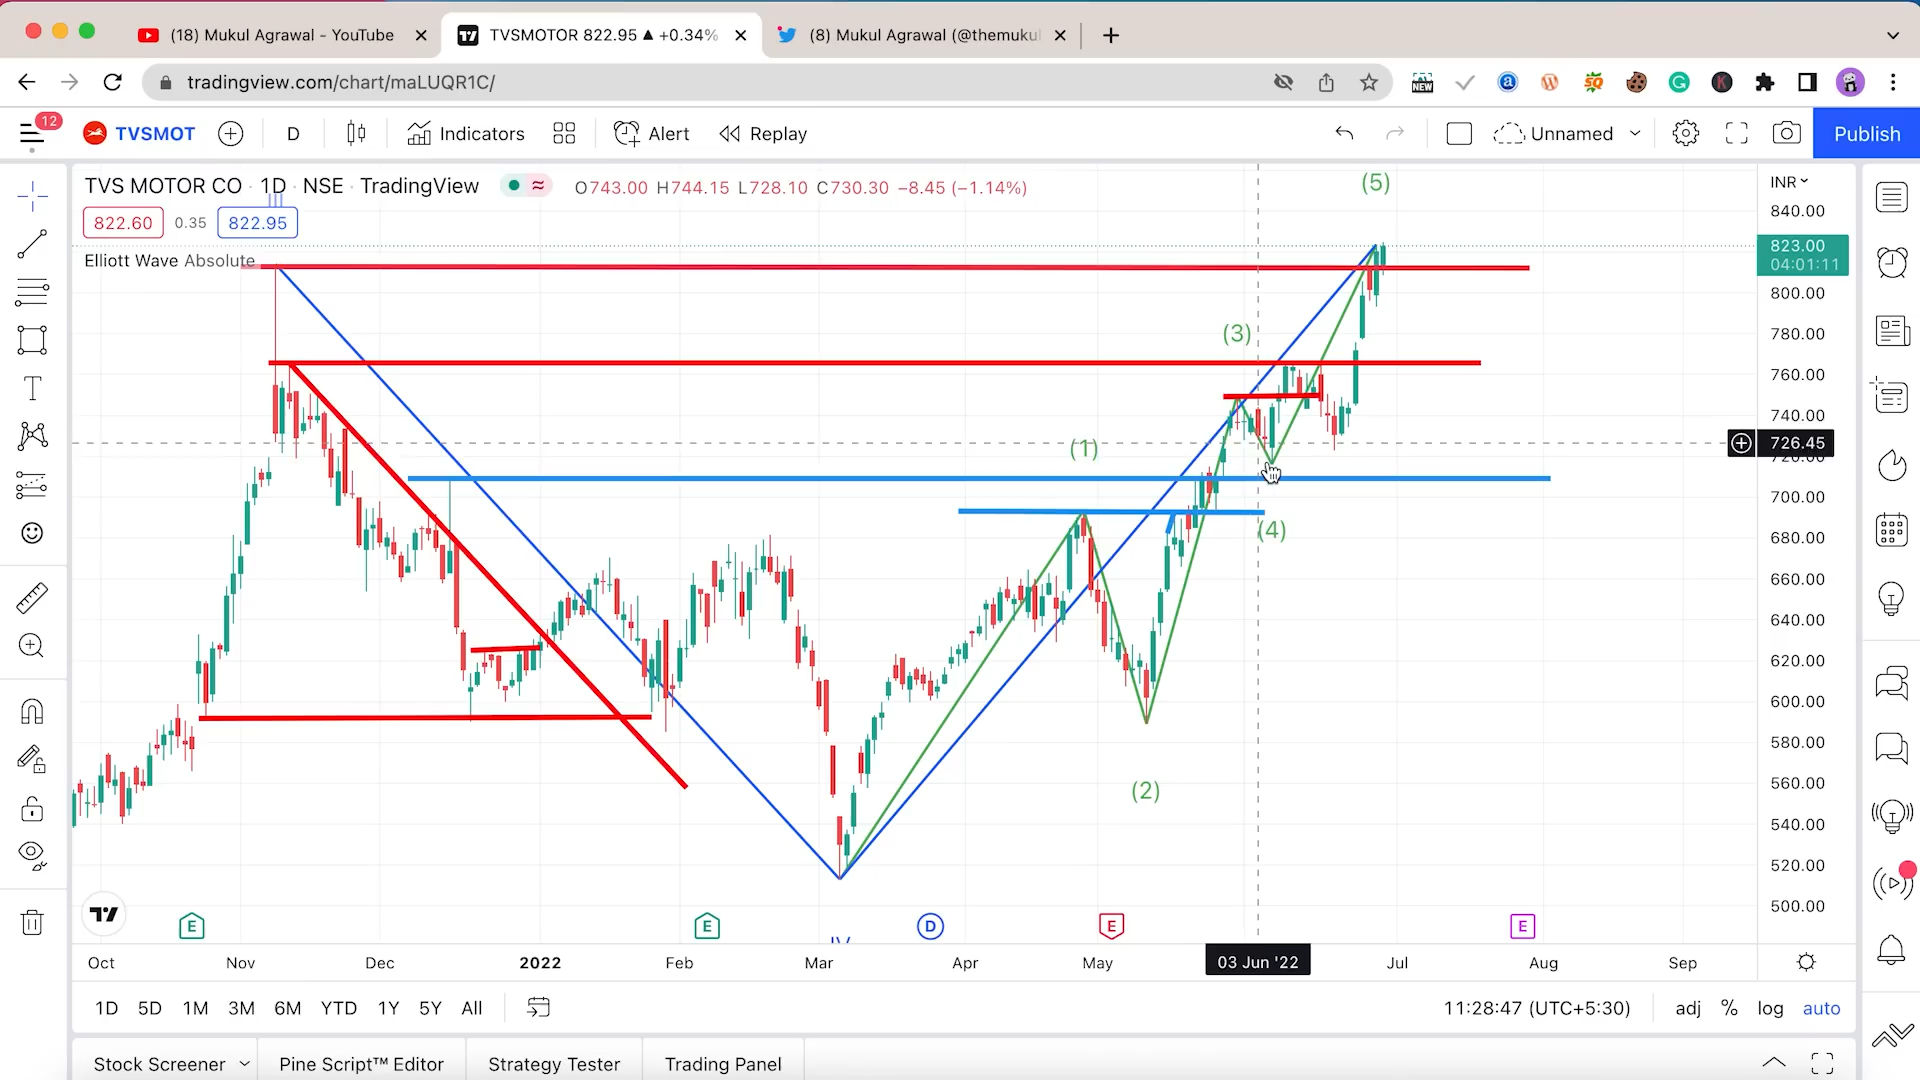 (18) Mukul Agrawal - YouTube
TVSMOTOR 822.95 ▲ +0.34%
(8) Mukul Agrawal (@themukul
tradingview.com/chart/maLUQR1C/
NEW
12
TVSMOT
D
Indicators
Alert
Replay
Unnamed
Publish
TVS MOTOR CO · 1D · NSE · TradingView
O743.00 H744.15 L728.10 C730.30 −8.45 (−1.14%)
822.60
0.35
822.95
Elliott Wave Absolute
III
(5)
(3)
(1)
(4)
(2)
IV
INR
840.00
823.00
04:01:11
800.00
780.00
760.00
740.00
726.45
720.00
700.00
680.00
660.00
640.00
620.00
600.00
580.00
560.00
540.00
520.00
500.00
E
E
D
E
E
Oct
Nov
Dec
2022
Feb
Mar
Apr
May
03 Jun '22
Jul
Aug
Sep
1D 5D 1M 3M 6M YTD 1Y 5Y All
11:28:47 (UTC+5:30)
adj % log auto
Stock Screener
Pine Script™ Editor
Strategy Tester
Trading Panel